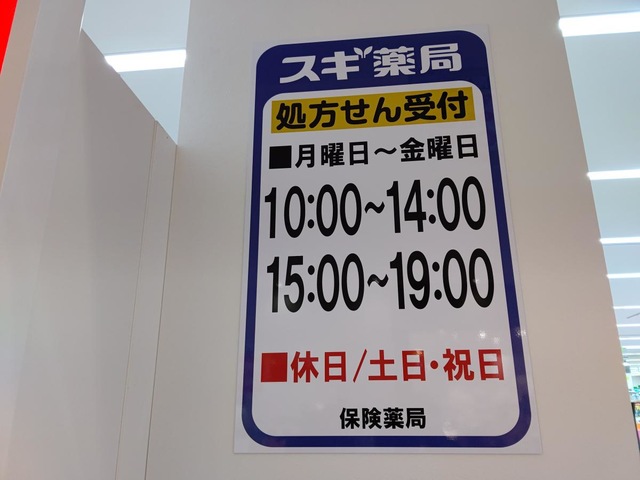 スギ薬局
処方せん受付
■月曜日～金曜日
10:00~14:00
15:00~19:00
■休日/土日・祝日
保険薬局